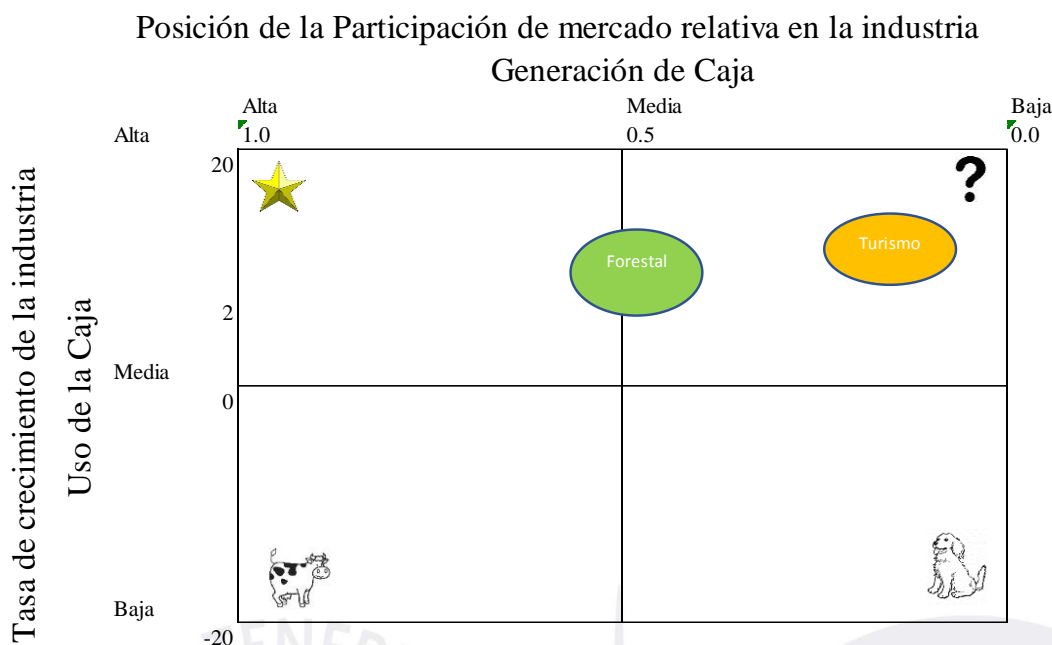 Posición de la Participación de mercado relativa en la industria
Generación de Caja
Alta
Media
Baja
Alta
1.0
0.5
0.0
20
?
Turismo
Forestal
2
Media
0
Baja
-20
Tasa de crecimiento de la industria
Uso de la Caja